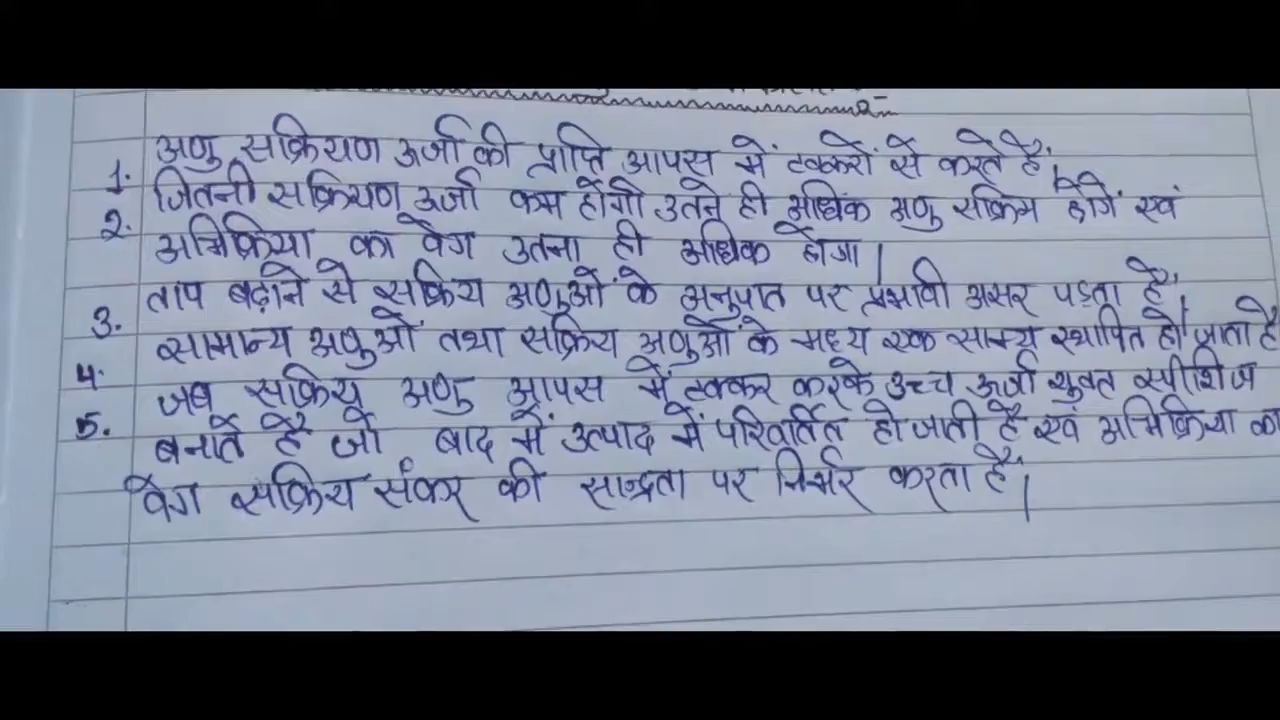 1. अणु सक्रियण ऊर्जा की प्राप्ति आपस में टक्करों से करते हैं।
2. जितनी सक्रियण ऊर्जा कम होगी उतने ही अधिक अणु सक्रिय होंगे एवं
अभिक्रिया का वेग उतना ही अधिक होगा।
3. ताप बढ़ाने से सक्रिय अणुओं के अनुपात पर प्रभावी असर पड़ता है।
4. सामान्य अणुओं तथा सक्रिय अणुओं के मध्य एक साम्य स्थापित हो जाता है
5. जब सक्रिय अणु आपस में टक्कर करके उच्च ऊर्जा युक्त स्पीशिज
बनाते हैं जो बाद में उत्पाद में परिवर्तित हो जाती है एवं अभिक्रिया का
वेग सक्रिय संकर की सान्द्रता पर निर्भर करता है।